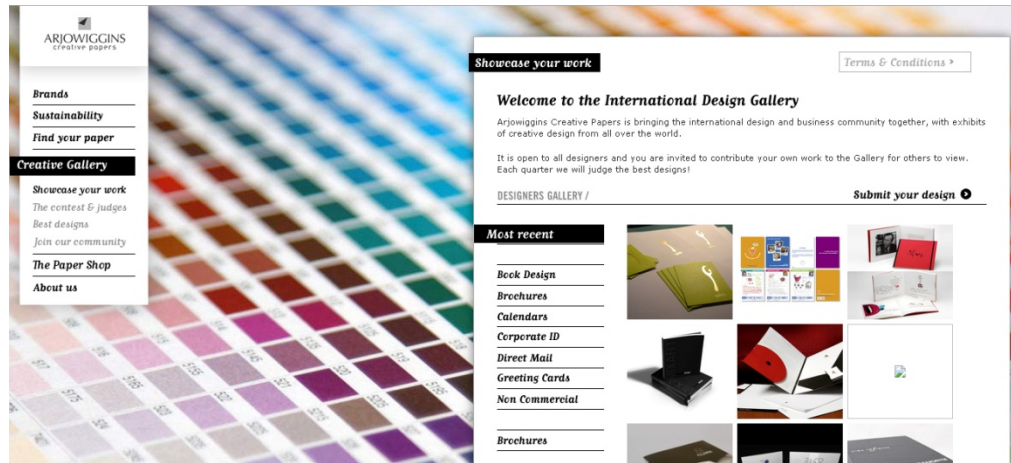 ARJOWIGGINS
creative papers
Brands
Sustainability
Find your paper
Creative Gallery
Showcase your work
The contest & judges
Best designs
Join our community
The Paper Shop
About us
Showcase your work
Terms & Conditions >
Welcome to the International Design Gallery
Arjowiggins Creative Papers is bringing the international design and business community together, with exhibits
of creative design from all over the world.
It is open to all designers and you are invited to contribute your own work to the Gallery for others to view.
Each quarter we will judge the best designs!
DESIGNERS GALLERY /
Submit your design
Most recent
Book Design
Brochures
Calendars
Corporate ID
Direct Mail
Greeting Cards
Non Commercial
Brochures